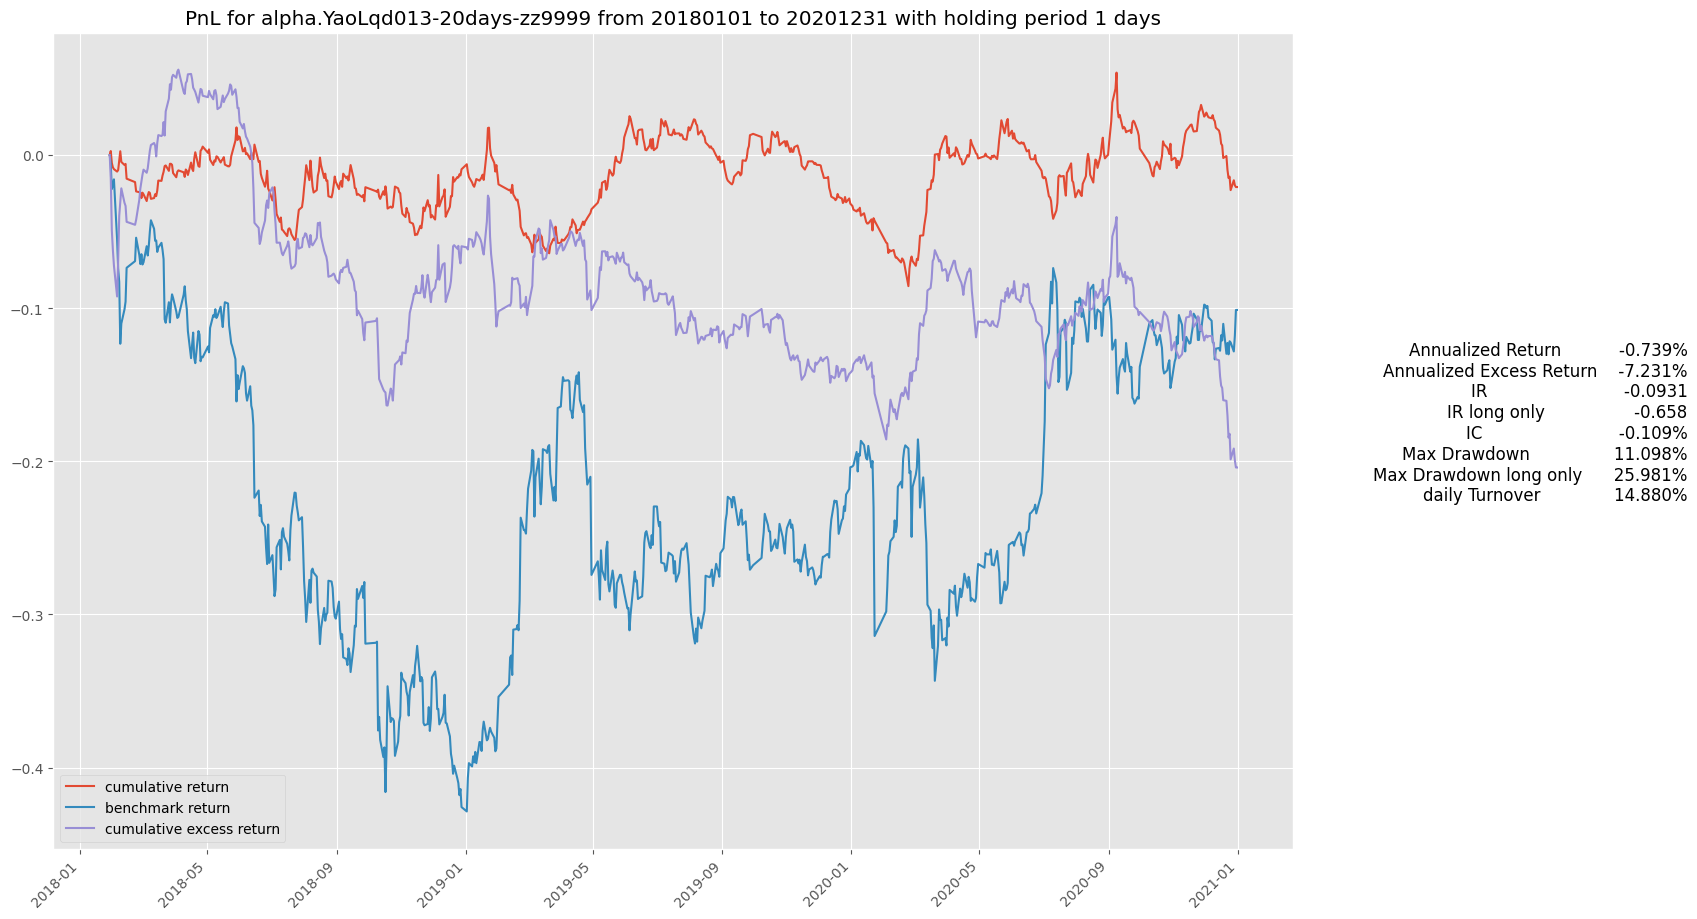 PnL for alpha.YaoLqd013-20days-zz9999 from 20180101 to 20201231 with holding period 1 days
0.0
−0.1
−0.2
−0.3
−0.4
Annualized Return -0.739%
Annualized Excess Return -7.231%
IR -0.0931
IR long only -0.658
IC -0.109%
Max Drawdown 11.098%
Max Drawdown long only 25.981%
daily Turnover 14.880%
cumulative return
benchmark return
cumulative excess return
2018-01
2018-05
2018-09
2019-01
2019-05
2019-09
2020-01
2020-05
2020-09
2021-01